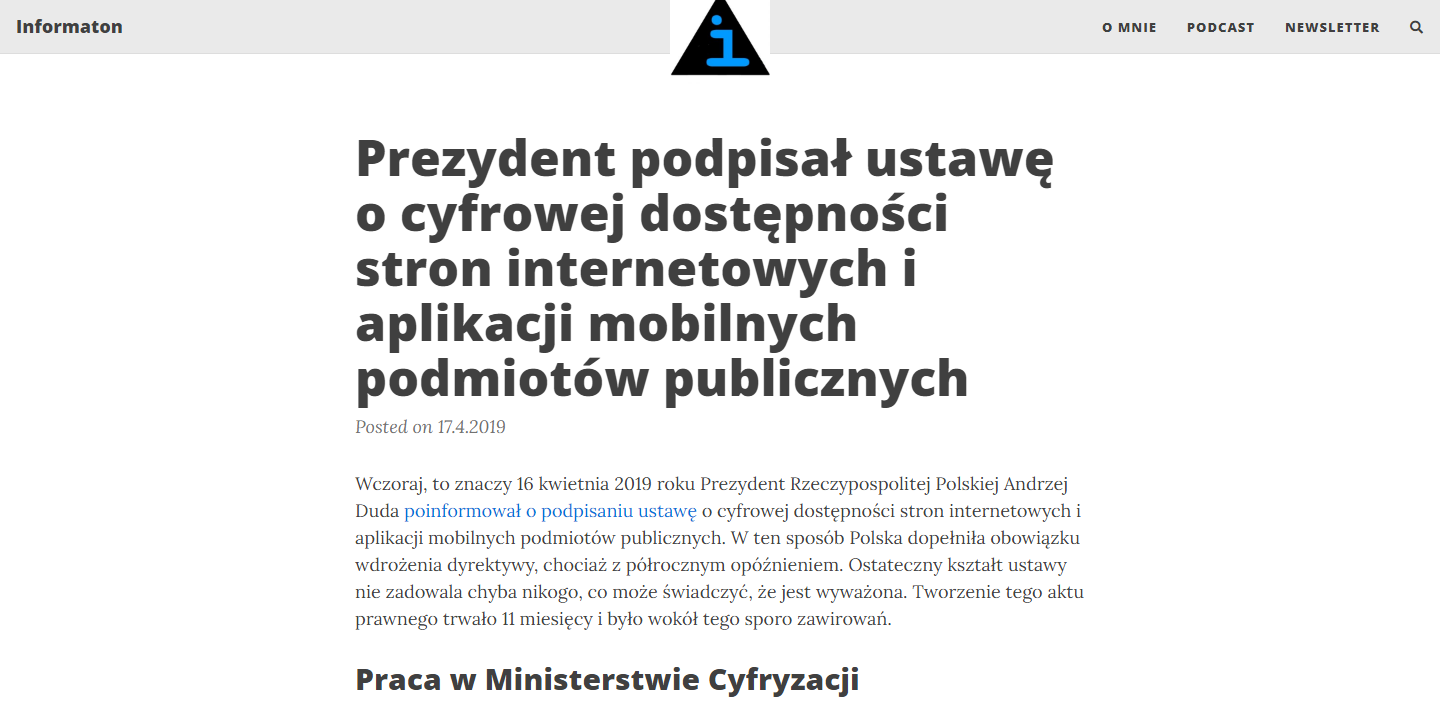 Informaton
i
O MNIE
PODCAST
NEWSLETTER
Prezydent podpisał ustawę
o cyfrowej dostępności
stron internetowych i
aplikacji mobilnych
podmiotów publicznych
Posted on 17.4.2019
Wczoraj, to znaczy 16 kwietnia 2019 roku Prezydent Rzeczypospolitej Polskiej Andrzej
Duda poinformował o podpisaniu ustawę o cyfrowej dostępności stron internetowych i
aplikacji mobilnych podmiotów publicznych. W ten sposób Polska dopełniła obowiązku
wdrożenia dyrektywy, chociaż z półrocznym opóźnieniem. Ostateczny kształt ustawy
nie zadowala chyba nikogo, co może świadczyć, że jest wyważona. Tworzenie tego aktu
prawnego trwało 11 miesięcy i było wokół tego sporo zawirowań.
Praca w Ministerstwie Cyfryzacji